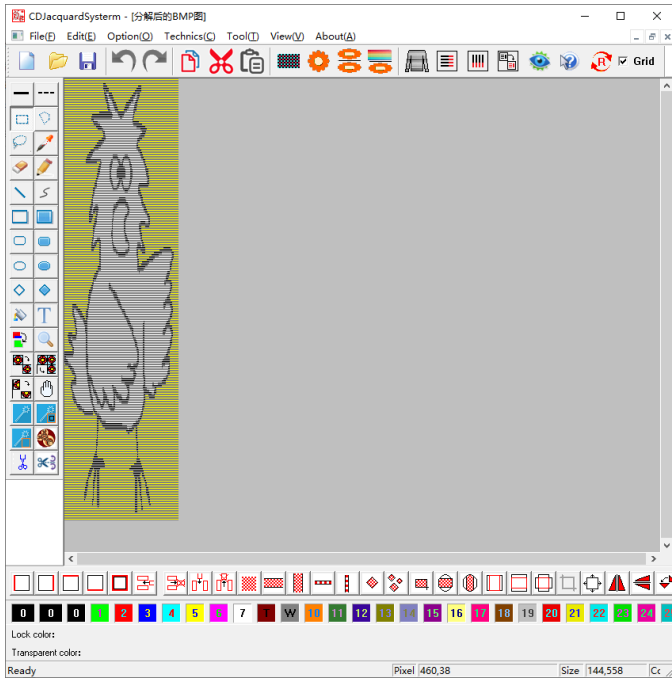 CDJacquardSysterm - [分解后的BMP图]
File(F) Edit(E) Option(O) Technics(C) Tool(T) View(V) About(A)
R Grid
T
0 0 0 1 2 3 4 5 6 7 W 10 11 12 13 14 15 16 17 18 19 20 21 22 23 24
Lock color:
Transparent color:
Ready Pixel 460,38 Size 144,558